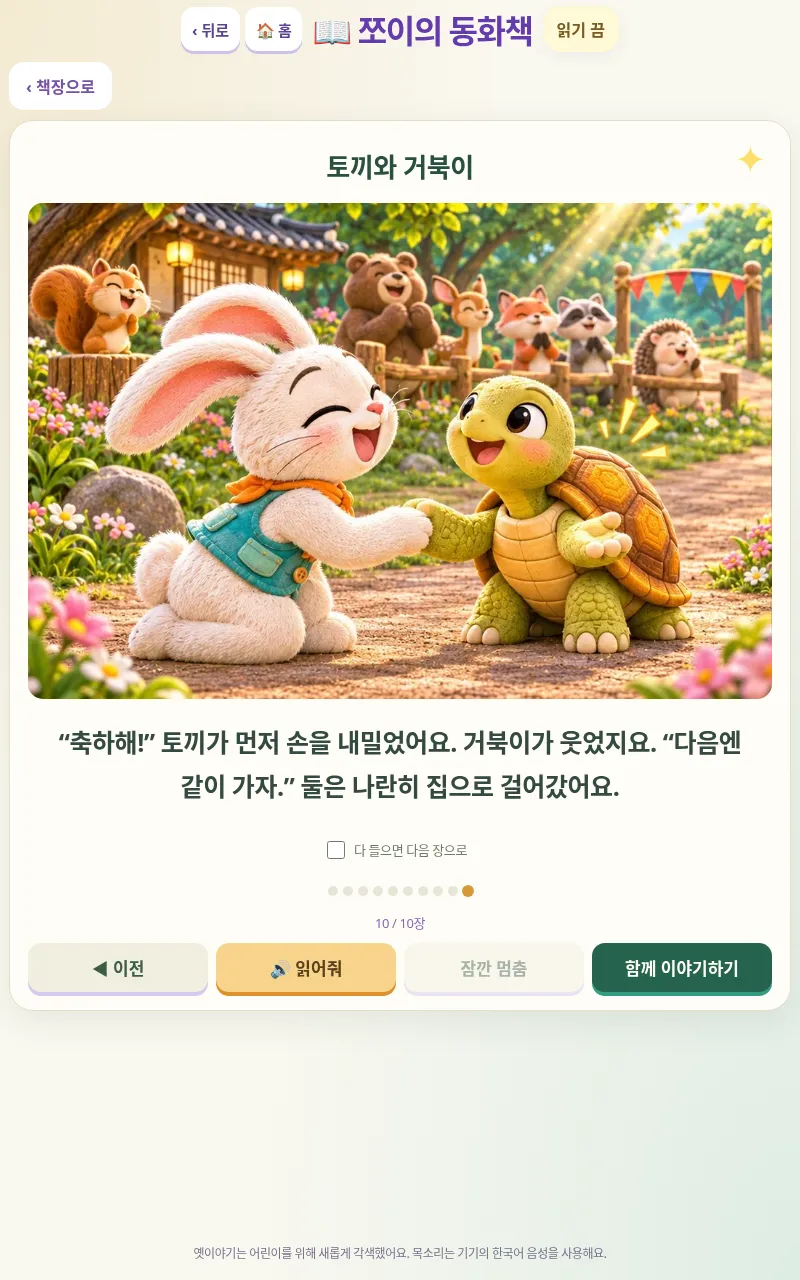 ‹ 뒤로
🏠 홈
📖 쪼이의 동화책
읽기 끝
‹ 책장으로
토끼와 거북이
“축하해!” 토끼가 먼저 손을 내밀었어요. 거북이가 웃었지요. “다음엔
같이 가자.” 둘은 나란히 집으로 걸어갔어요.
다 들으면 다음 장으로
10 / 10장
◀ 이전
🔊 읽어줘
잠깐 멈춤
함께 이야기하기
옛이야기는 어린이를 위해 새롭게 각색했어요. 목소리는 기기의 한국어 음성을 사용해요.